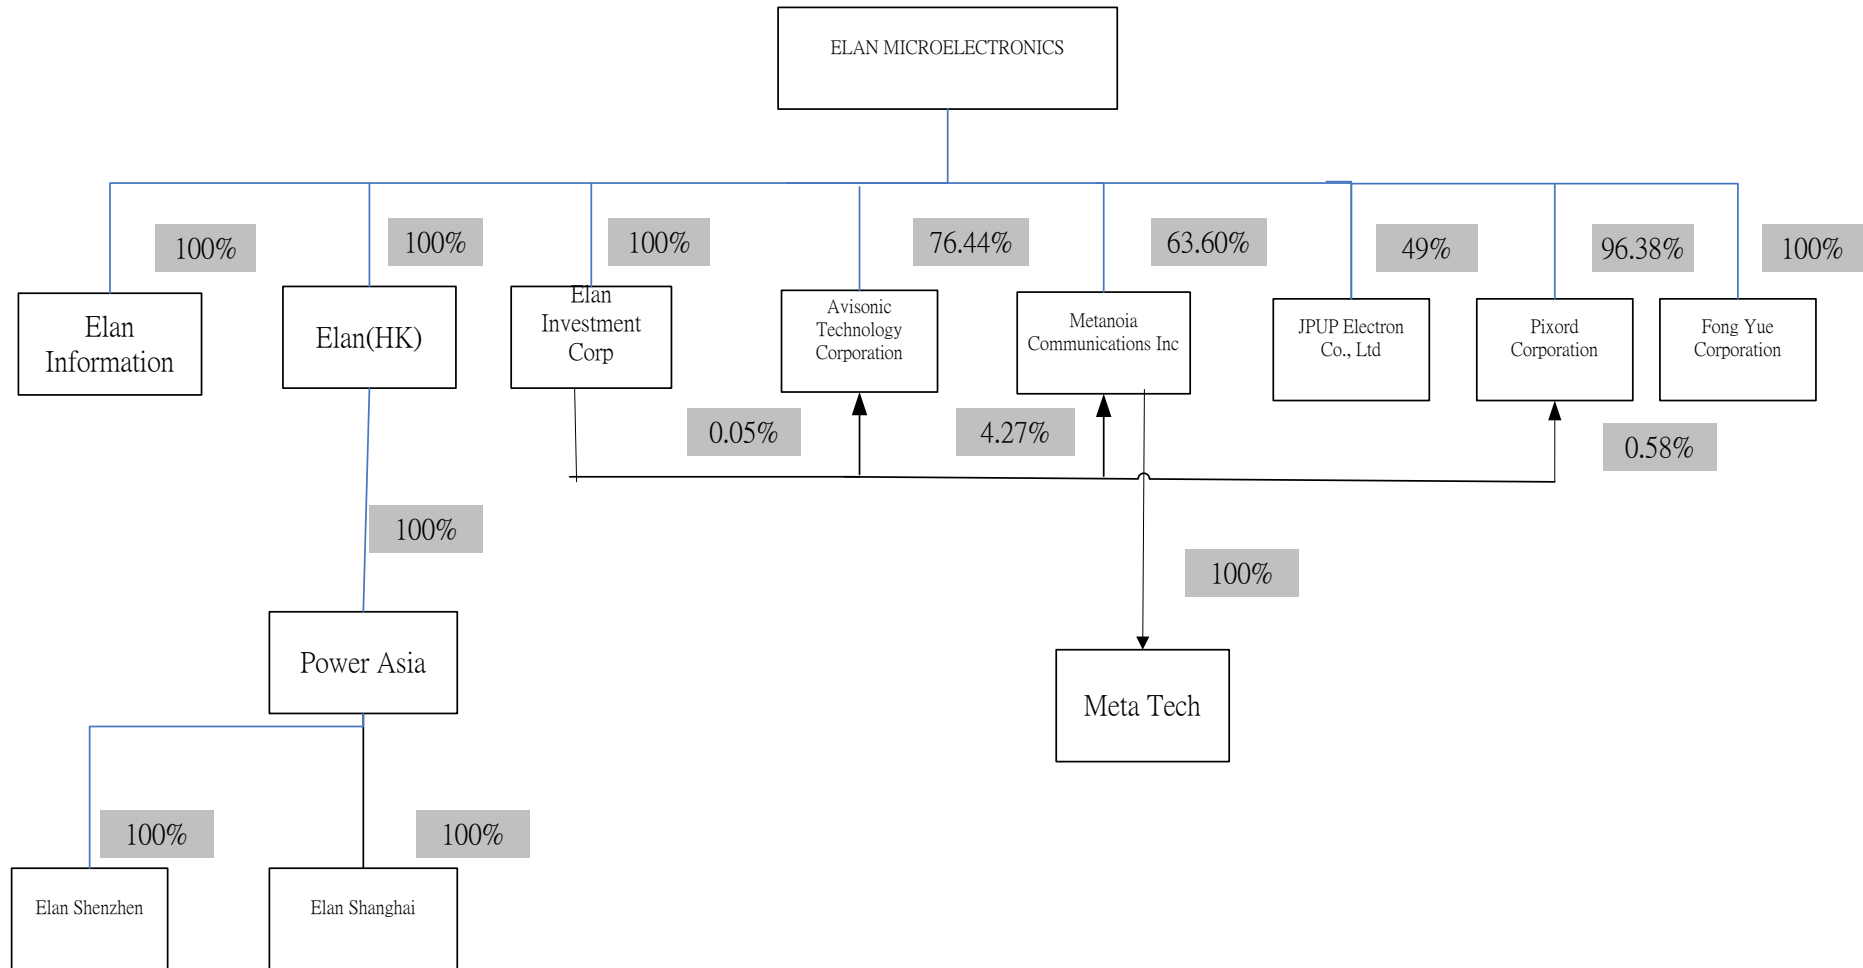 ELAN MICROELECTRONICS
100%
100%
100%
76.44%
63.60%
49%
96.38%
100%
Elan
Information
Elan(HK)
Elan
Investment
Corp
Avisonic
Technology
Corporation
Metanoia
Communications Inc
JPUP Electron
Co., Ltd
Pixord
Corporation
Fong Yue
Corporation
0.05%
4.27%
0.58%
100%
100%
Power Asia
Meta Tech
100%
100%
Elan Shenzhen
Elan Shanghai